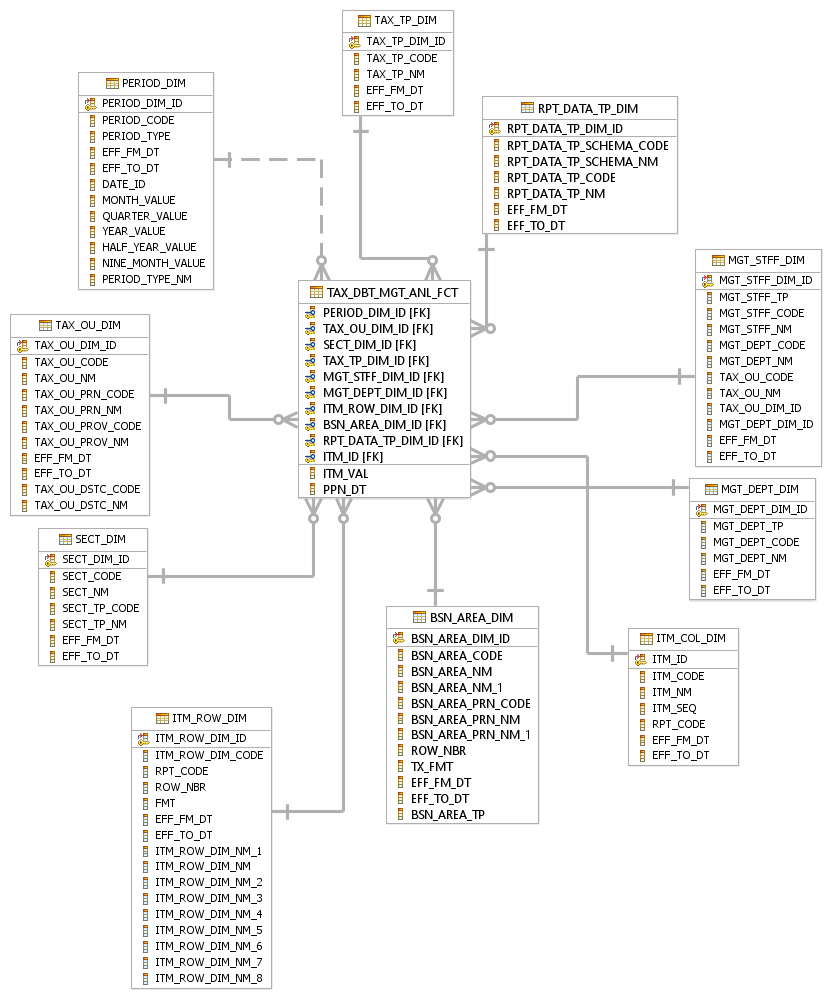 TAX_TP_DIM
TAX_TP_DIM_ID
TAX_TP_CODE
TAX_TP_NM
EFF_FM_DT
EFF_TO_DT
PERIOD_DIM
PERIOD_DIM_ID
PERIOD_CODE
PERIOD_TYPE
EFF_FM_DT
EFF_TO_DT
DATE_ID
MONTH_VALUE
QUARTER_VALUE
YEAR_VALUE
HALF_YEAR_VALUE
NINE_MONTH_VALUE
PERIOD_TYPE_NM
RPT_DATA_TP_DIM
RPT_DATA_TP_DIM_ID
RPT_DATA_TP_SCHEMA_CODE
RPT_DATA_TP_SCHEMA_NM
RPT_DATA_TP_CODE
RPT_DATA_TP_NM
EFF_FM_DT
EFF_TO_DT
MGT_STFF_DIM
MGT_STFF_DIM_ID
MGT_STFF_TP
MGT_STFF_CODE
MGT_STFF_NM
MGT_DEPT_CODE
MGT_DEPT_NM
TAX_OU_CODE
TAX_OU_NM
TAX_OU_DIM_ID
MGT_DEPT_DIM_ID
EFF_FM_DT
EFF_TO_DT
TAX_DBT_MGT_ANL_FCT
PERIOD_DIM_ID [FK]
TAX_OU_DIM_ID [FK]
SECT_DIM_ID [FK]
TAX_TP_DIM_ID [FK]
MGT_STFF_DIM_ID [FK]
MGT_DEPT_DIM_ID [FK]
ITM_ROW_DIM_ID [FK]
BSN_AREA_DIM_ID [FK]
RPT_DATA_TP_DIM_ID [FK]
ITM_ID [FK]
ITM_VAL
PPN_DT
TAX_OU_DIM
TAX_OU_DIM_ID
TAX_OU_CODE
TAX_OU_NM
TAX_OU_PRN_CODE
TAX_OU_PRN_NM
TAX_OU_PROV_CODE
TAX_OU_PROV_NM
EFF_FM_DT
EFF_TO_DT
TAX_OU_DSTC_CODE
TAX_OU_DSTC_NM
MGT_DEPT_DIM
MGT_DEPT_DIM_ID
MGT_DEPT_TP
MGT_DEPT_CODE
MGT_DEPT_NM
EFF_FM_DT
EFF_TO_DT
SECT_DIM
SECT_DIM_ID
SECT_CODE
SECT_NM
SECT_TP_CODE
SECT_TP_NM
EFF_FM_DT
EFF_TO_DT
BSN_AREA_DIM
BSN_AREA_DIM_ID
BSN_AREA_CODE
BSN_AREA_NM
BSN_AREA_NM_1
BSN_AREA_PRN_CODE
BSN_AREA_PRN_NM
BSN_AREA_PRN_NM_1
ROW_NBR
TX_FMT
EFF_FM_DT
EFF_TO_DT
BSN_AREA_TP
ITM_COL_DIM
ITM_ID
ITM_CODE
ITM_NM
ITM_SEQ
RPT_CODE
EFF_FM_DT
EFF_TO_DT
ITM_ROW_DIM
ITM_ROW_DIM_ID
ITM_ROW_DIM_CODE
RPT_CODE
ROW_NBR
FMT
EFF_FM_DT
EFF_TO_DT
ITM_ROW_DIM_NM_1
ITM_ROW_DIM_NM
ITM_ROW_DIM_NM_2
ITM_ROW_DIM_NM_3
ITM_ROW_DIM_NM_4
ITM_ROW_DIM_NM_5
ITM_ROW_DIM_NM_6
ITM_ROW_DIM_NM_7
ITM_ROW_DIM_NM_8